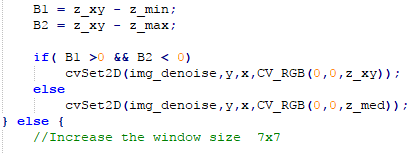 B1 = z_xy - z_min;
B2 = z_xy - z_max;
if( B1 >0 && B2 < 0)
cvSet2D(img_denoise,y,x,CV_RGB(0,0,z_xy));
else
cvSet2D(img_denoise,y,x,CV_RGB(0,0,z_med));
} else {
//Increase the window size  7x7